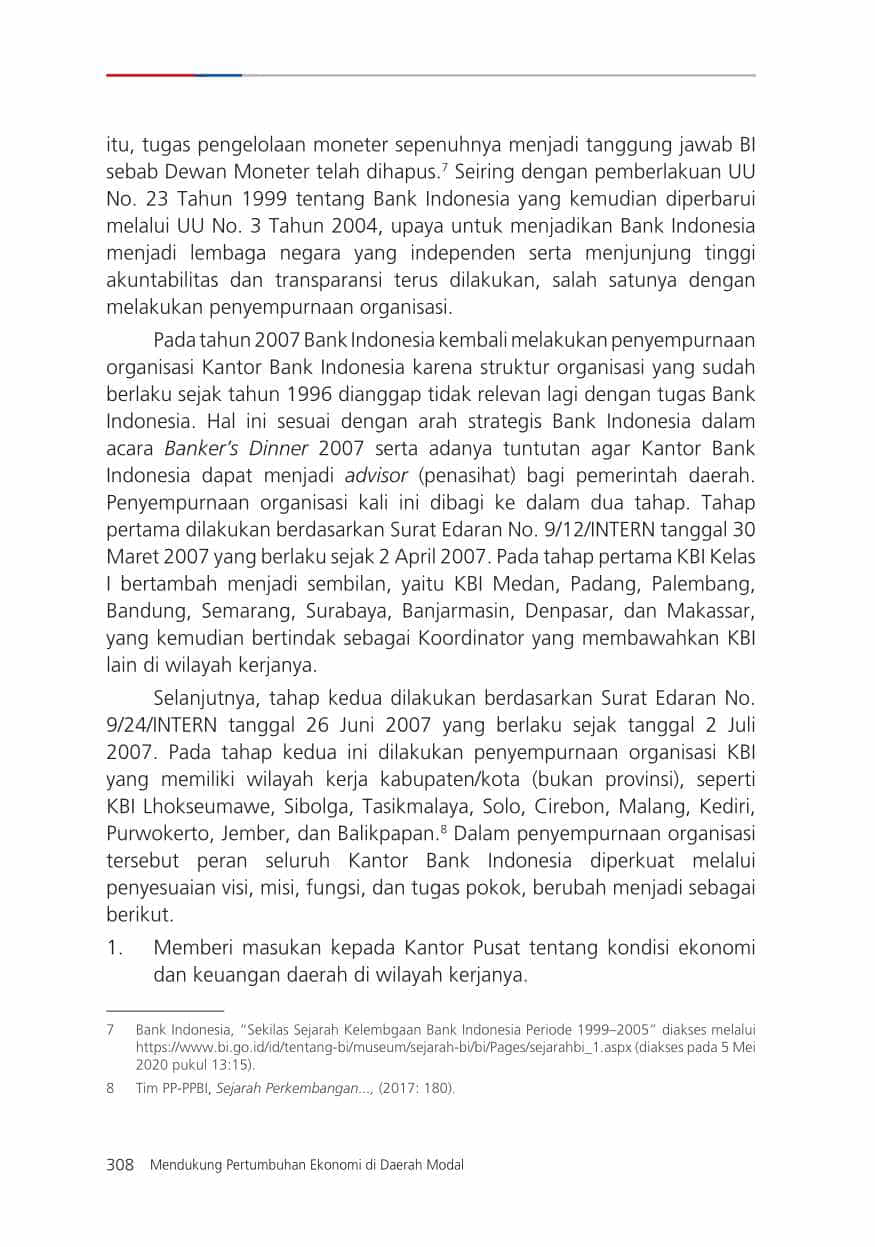 itu, tugas pengelolaan moneter sepenuhnya menjadi tanggung jawab BI
sebab Dewan Moneter telah dihapus.7 Seiring dengan pemberlakuan UU
No. 23 Tahun 1999 tentang Bank Indonesia yang kemudian diperbarui
melalui UU No. 3 Tahun 2004, upaya untuk menjadikan Bank Indonesia
menjadi lembaga negara yang independen serta menjunjung tinggi
akuntabilitas dan transparansi terus dilakukan, salah satunya dengan
melakukan penyempurnaan organisasi.
Pada tahun 2007 Bank Indonesia kembali melakukan penyempurnaan
organisasi Kantor Bank Indonesia karena struktur organisasi yang sudah
berlaku sejak tahun 1996 dianggap tidak relevan lagi dengan tugas Bank
Indonesia. Hal ini sesuai dengan arah strategis Bank Indonesia dalam
acara Banker’s Dinner 2007 serta adanya tuntutan agar Kantor Bank
Indonesia dapat menjadi advisor (penasihat) bagi pemerintah daerah.
Penyempurnaan organisasi kali ini dibagi ke dalam dua tahap. Tahap
pertama dilakukan berdasarkan Surat Edaran No. 9/12/INTERN tanggal 30
Maret 2007 yang berlaku sejak 2 April 2007. Pada tahap pertama KBI Kelas
I bertambah menjadi sembilan, yaitu KBI Medan, Padang, Palembang,
Bandung, Semarang, Surabaya, Banjarmasin, Denpasar, dan Makassar,
yang kemudian bertindak sebagai Koordinator yang membawahkan KBI
lain di wilayah kerjanya.
Selanjutnya, tahap kedua dilakukan berdasarkan Surat Edaran No.
9/24/INTERN tanggal 26 Juni 2007 yang berlaku sejak tanggal 2 Juli
2007. Pada tahap kedua ini dilakukan penyempurnaan organisasi KBI
yang memiliki wilayah kerja kabupaten/kota (bukan provinsi), seperti
KBI Lhokseumawe, Sibolga, Tasikmalaya, Solo, Cirebon, Malang, Kediri,
Purwokerto, Jember, dan Balikpapan.8 Dalam penyempurnaan organisasi
tersebut peran seluruh Kantor Bank Indonesia diperkuat melalui
penyesuaian visi, misi, fungsi, dan tugas pokok, berubah menjadi sebagai
berikut.
1. Memberi masukan kepada Kantor Pusat tentang kondisi ekonomi
dan keuangan daerah di wilayah kerjanya.
7 Bank Indonesia, “Sekilas Sejarah Kelembgaan Bank Indonesia Periode 1999–2005” diakses melalui
https://www.bi.go.id/id/tentang-bi/museum/sejarah-bi/bi/Pages/sejarahbi_1.aspx (diakses pada 5 Mei
2020 pukul 13:15).
8 Tim PP-PPBI, Sejarah Perkembangan..., (2017: 180).
308 Mendukung Pertumbuhan Ekonomi di Daerah Modal